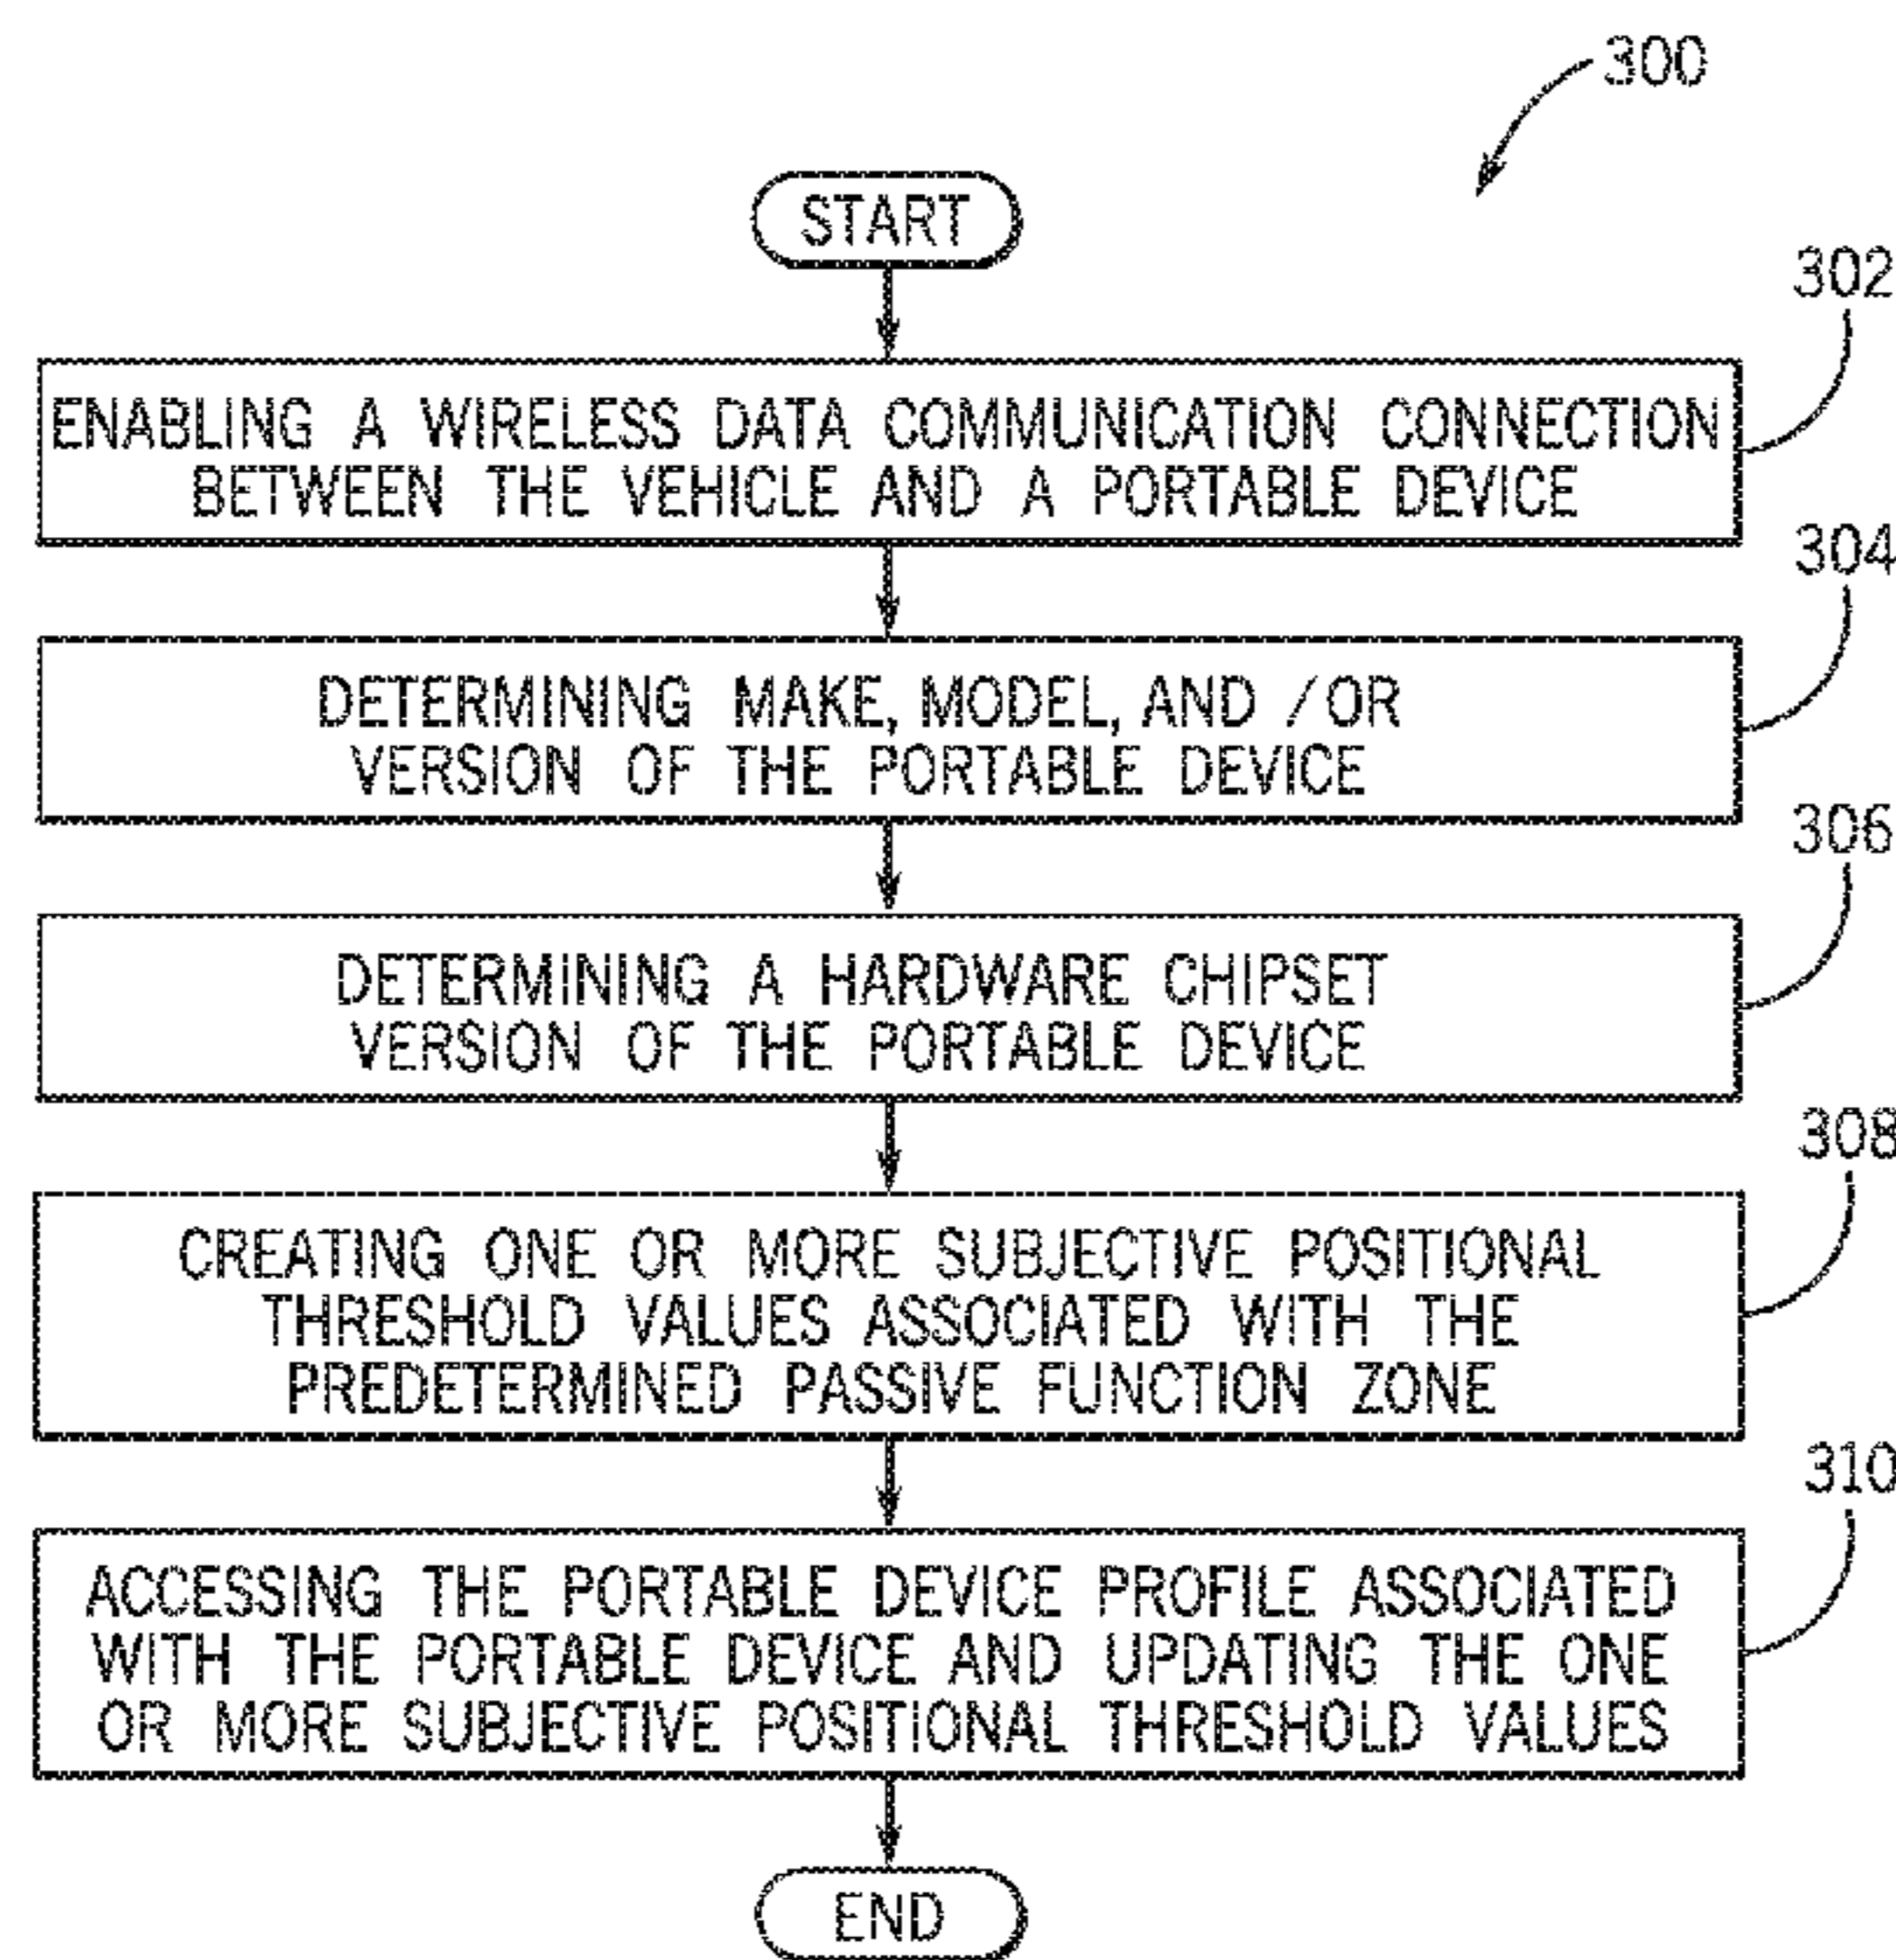 300
START
302
ENABLING A WIRELESS DATA COMMUNICATION CONNECTION
BETWEEN THE VEHICLE AND A PORTABLE DEVICE
304
DETERMINING MAKE, MODEL, AND /OR
VERSION OF THE PORTABLE DEVICE
306
DETERMINING A HARDWARE CHIPSET
VERSION OF THE PORTABLE DEVICE
308
CREATING ONE OR MORE SUBJECTIVE POSITIONAL
THRESHOLD VALUES ASSOCIATED WITH THE
PREDETERMINED PASSIVE FUNCTION ZONE
310
ACCESSING THE PORTABLE DEVICE PROFILE ASSOCIATED
WITH THE PORTABLE DEVICE AND UPDATING THE ONE
OR MORE SUBJECTIVE POSITIONAL THRESHOLD VALUES
END